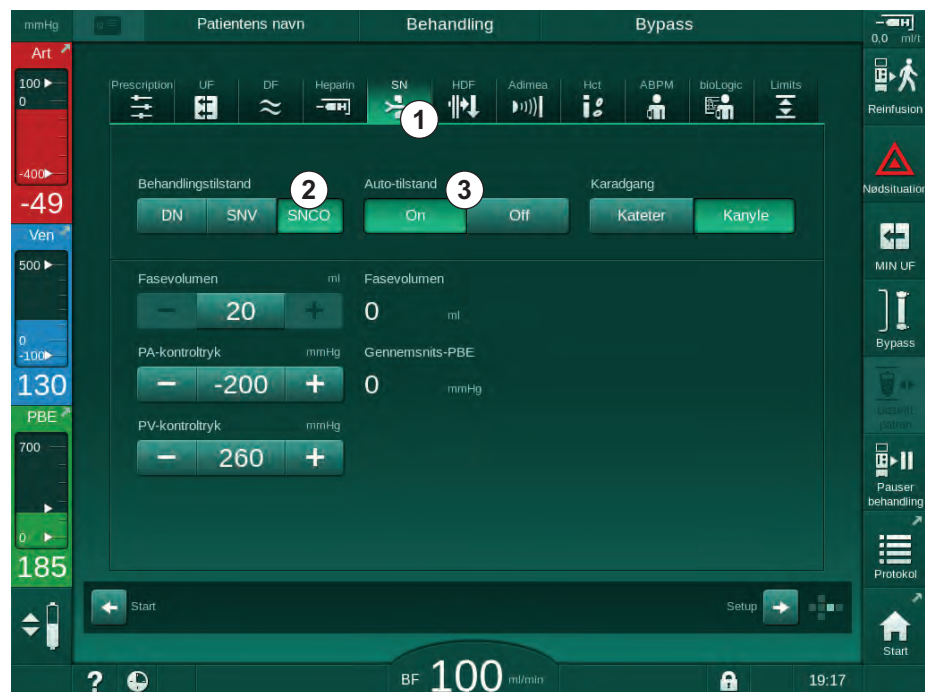 mmHg
Patientens navn
Behandling
Bypass
0,0 ml/t
Art
100
0
-400
-49
Ven
500
0
-100
130
PBE
700
0
185
Prescription
UF
DF
Heparin
SN
HDF
Adimea
Hct
ABPM
bioLogic
Limits
1
Behandlingstilstand
2
Auto-tilstand
3
Karadgang
DN
SNV
SNCO
On
Off
Kateter
Kanyle
Fasevolumen ml
Fasevolumen
− 20 +
0 ml
PA-kontroltryk mmHg
Gennemsnits-PBE
− -200 +
0 mmHg
PV-kontroltryk mmHg
− 260 +
Start
Setup
Reinfusion
Nødsituation
MIN UF
Bypass
patron
Pauser
behandling
Protokol
Start
?
BF 100 ml/min
19:17